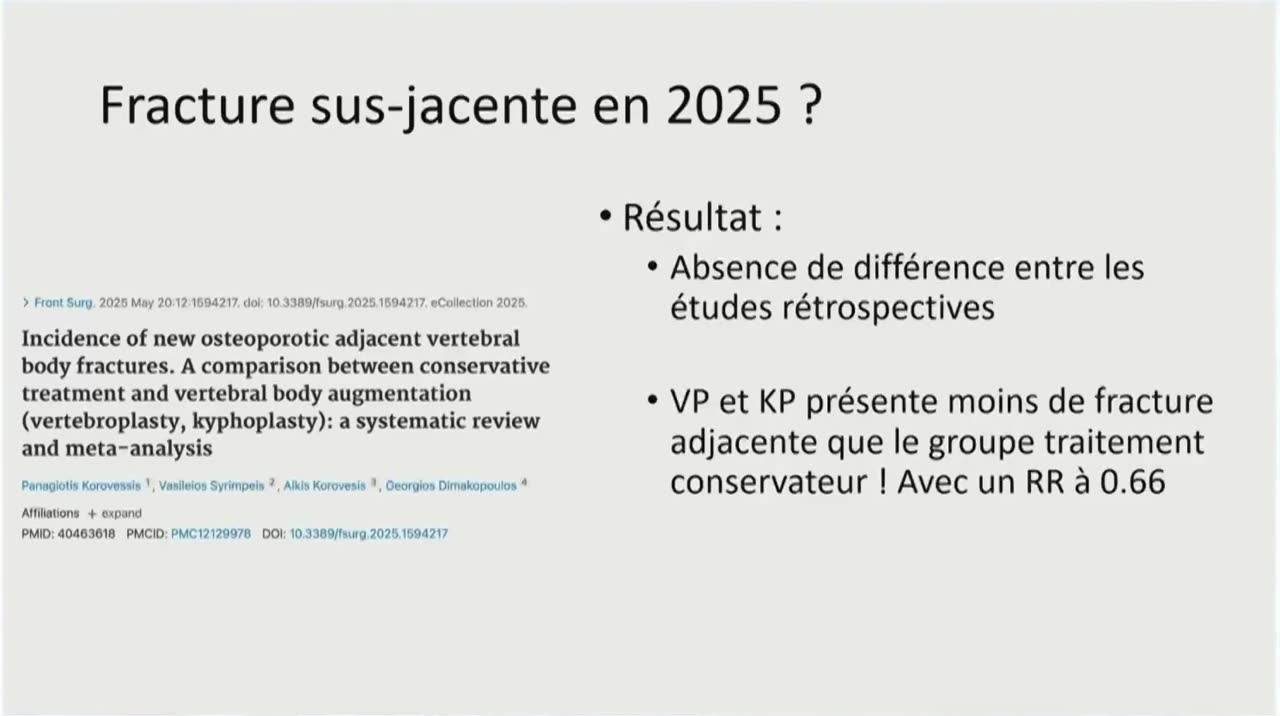 Fracture sus-jacente en 2025 ?
> Front Surg. 2025 May 20:12:1594217. doi: 10.3389/fsurg.2025.1594217. eCollection 2025.
Incidence of new osteoporotic adjacent vertebral
body fractures. A comparison between conservative
treatment and vertebral body augmentation
(vertebroplasty, kyphoplasty): a systematic review
and meta-analysis
Panagiotis Korovessis 1, Vasileios Syrimpeis 2, Alkis Korovesis 3, Georgios Dimakopoulos 4
Affiliations + expand
PMID: 40463618 PMCID: PMC12129978 DOI: 10.3389/fsurg.2025.1594217
• Résultat :
• Absence de différence entre les
études rétrospectives
• VP et KP présente moins de fracture
adjacente que le groupe traitement
conservateur ! Avec un RR à 0.66